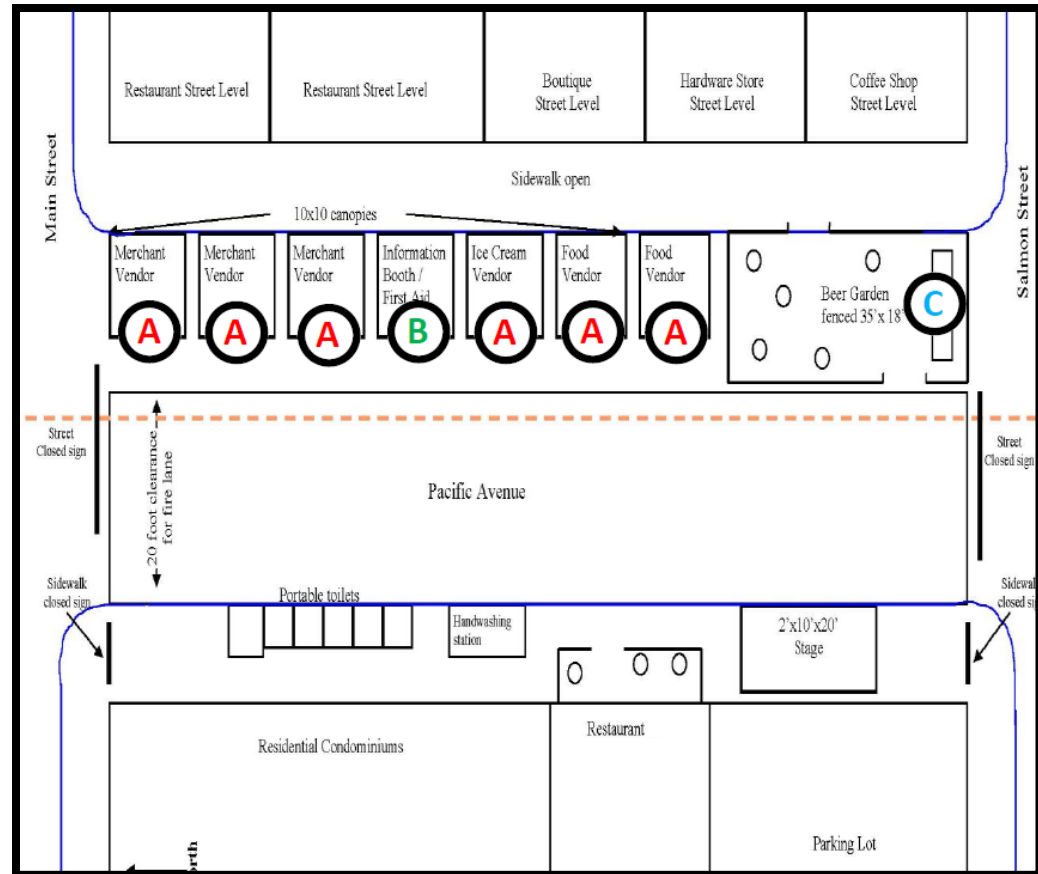 Restaurant Street Level
Restaurant Street Level
Boutique
Street Level
Hardware Store
Street Level
Coffee Shop
Street Level
Main Street
Salmon Street
Sidewalk open
10x10 canopies
Merchant
Vendor
A
Merchant
Vendor
A
Merchant
Vendor
A
Information
Booth /
First Aid
B
Ice Cream
Vendor
A
Food
Vendor
A
Food
Vendor
A
Beer Garden
fenced 35'x 18'
C
Street
Closed sign
Street
Closed sign
20 foot clearance
for fire lane
Pacific Avenue
Sidewalk
closed sign
Portable toilets
Handwashing
station
2'x10'x20'
Stage
Sidewal
closed si
Residential Condominiums
Restaurant
Parking Lot
orth